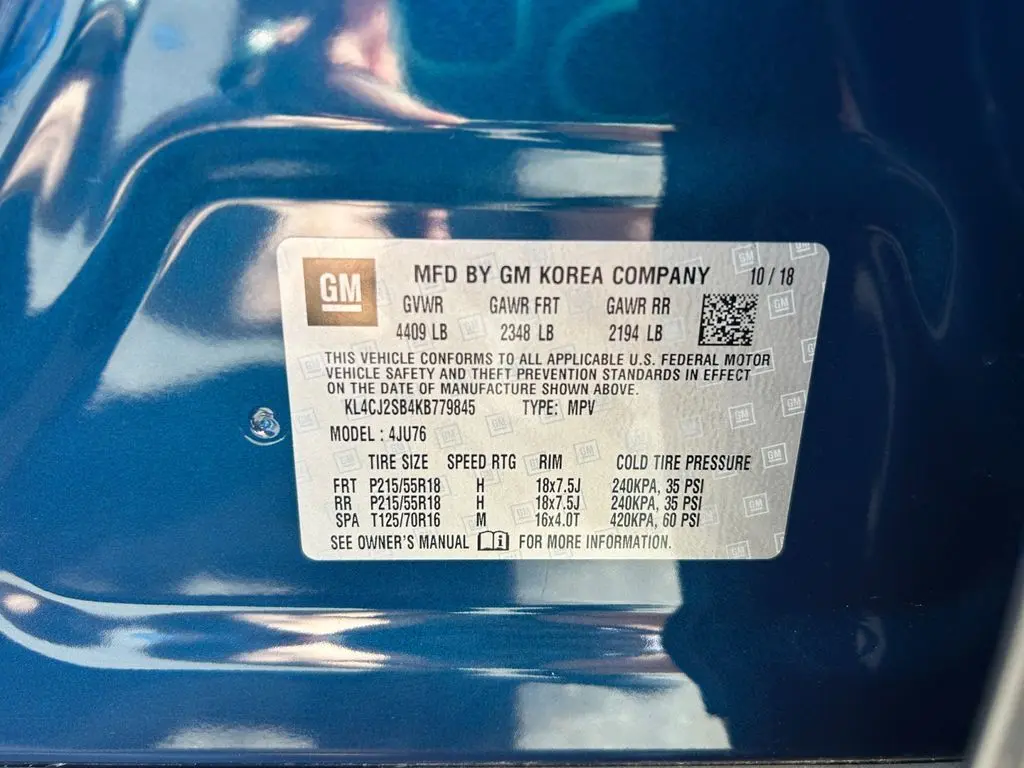 GM MFD BY GM KOREA COMPANY 10 / 18
GVWR GAWR FRT GAWR RR
4409 LB 2348 LB 2194 LB
THIS VEHICLE CONFORMS TO ALL APPLICABLE U.S. FEDERAL MOTOR
VEHICLE SAFETY AND THEFT PREVENTION STANDARDS IN EFFECT
ON THE DATE OF MANUFACTURE SHOWN ABOVE.
KL4CJ2SB4KB779845 TYPE: MPV
MODEL : 4JU76
TIRE SIZE SPEED RTG RIM COLD TIRE PRESSURE
FRT P215/55R18 H 18x7.5J 240KPA, 35 PSI
RR P215/55R18 H 18x7.5J 240KPA, 35 PSI
SPA T125/70R16 M 16x4.0T 420KPA, 60 PSI
SEE OWNER'S MANUAL i FOR MORE INFORMATION.